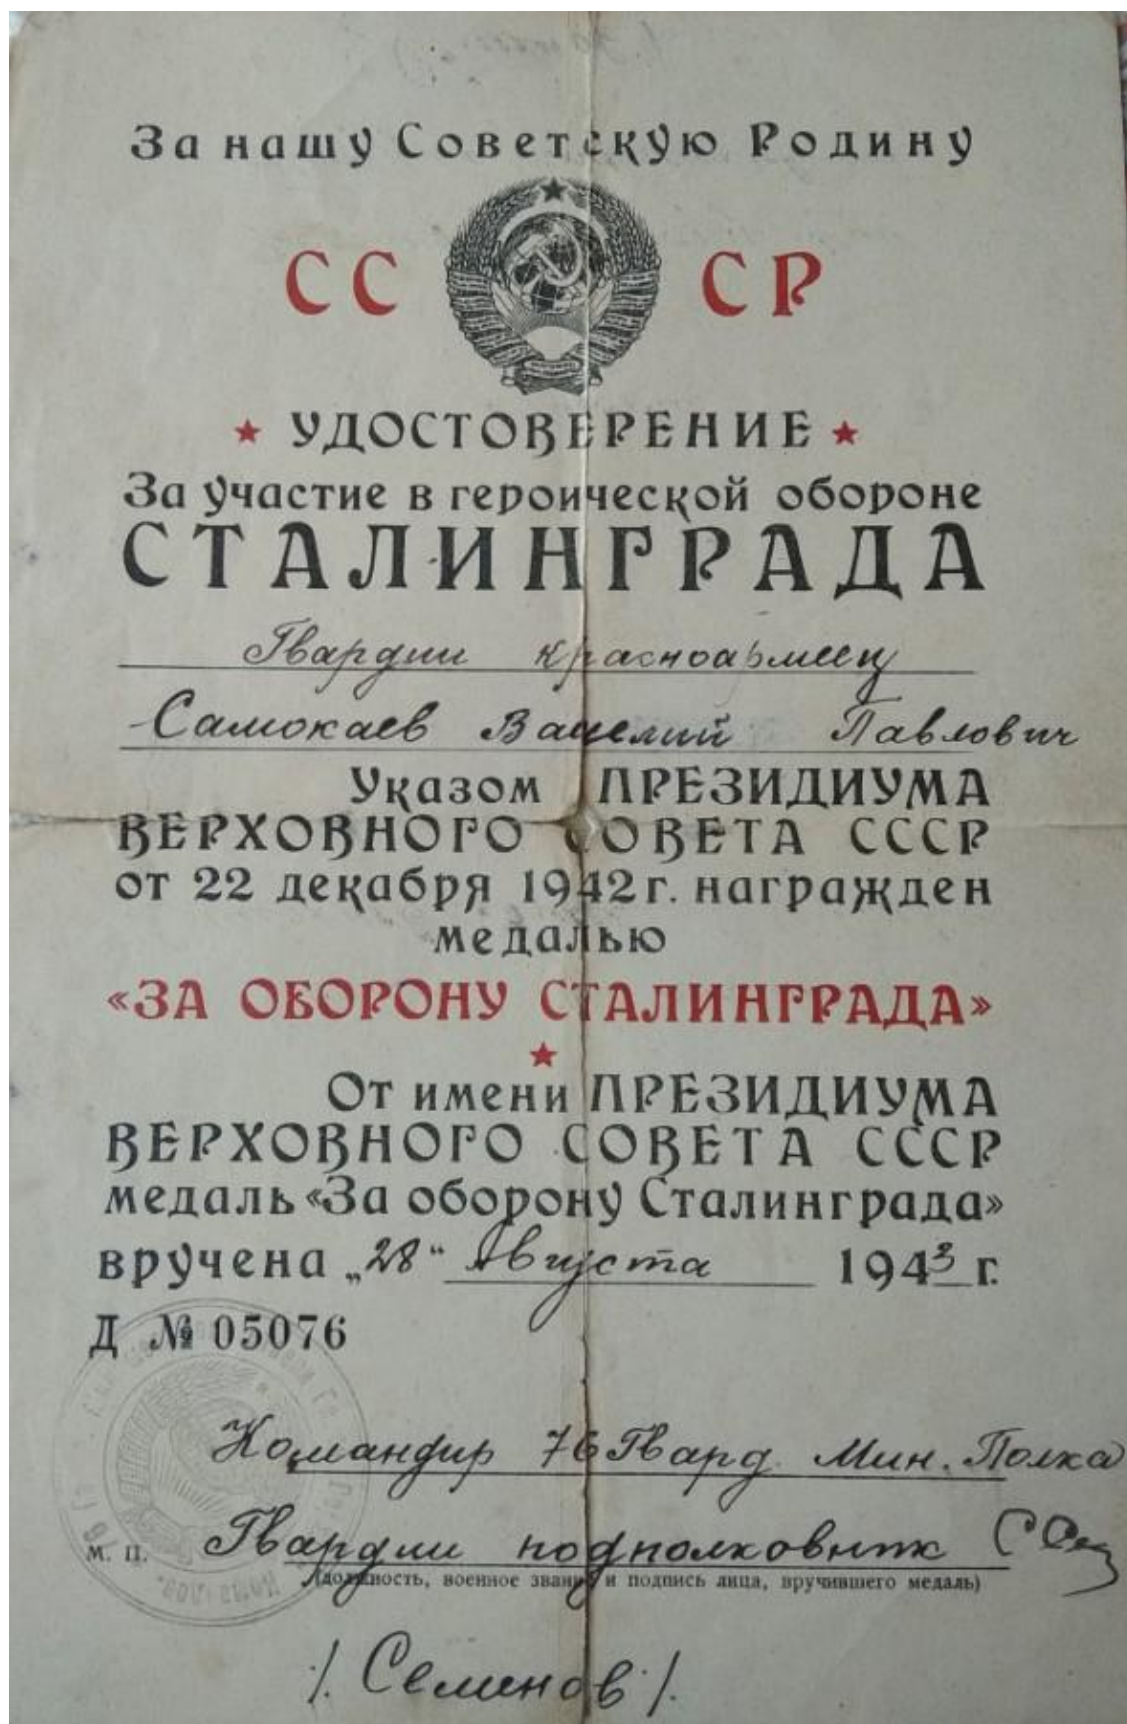 За нашу Советскую Родину
СС СР
УДОСТОВЕРЕНИЕ
За участие в героической обороне
СТАЛИНГРАДА
Гвардии красноармеец
Самокаев Василий Павлович
Указом ПРЕЗИДИУМА
ВЕРХОВНОГО СОВЕТА СССР
от 22 декабря 1942 г. награжден
медалью
«ЗА ОБОРОНУ СТАЛИНГРАДА»
От имени ПРЕЗИДИУМА
ВЕРХОВНОГО СОВЕТА СССР
медаль «За оборону Сталинграда»
вручена „28“ Августа 1943 г.
Д № 05076
Командир 76 Гвард. Мин. Полка
м. п. Гвардии подполковник
(должность, военное звание и подпись лица, вручившего медаль)
/. Семенов /.